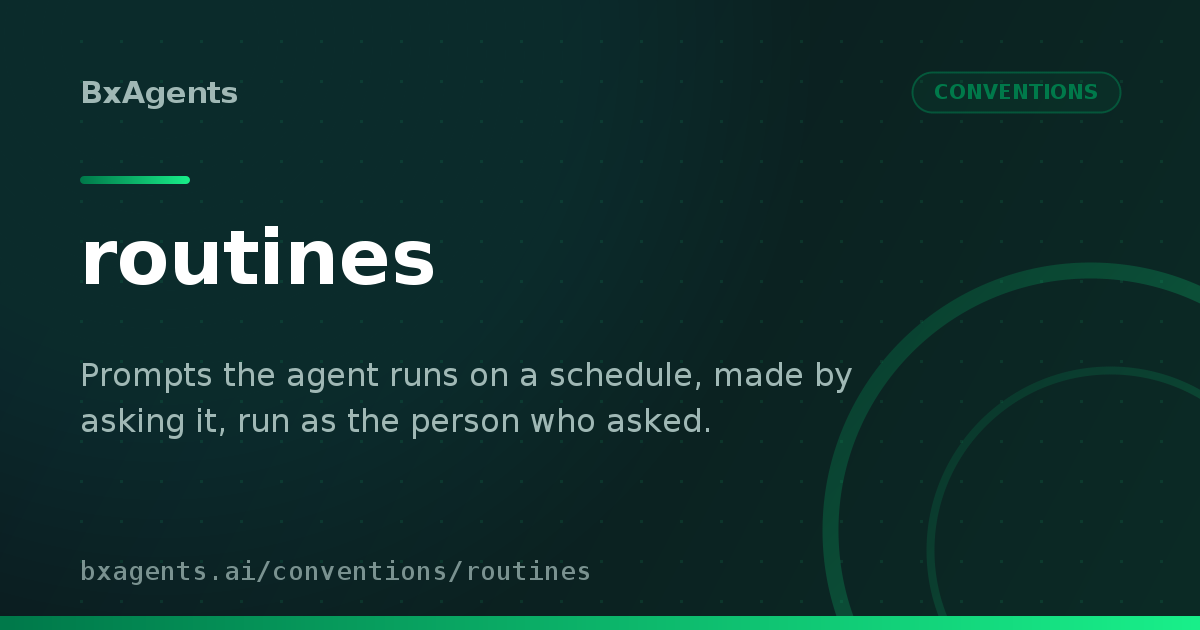 BxAgents
CONVENTIONS
routines
Prompts the agent runs on a schedule, made by
asking it, run as the person who asked.
bxagents.ai/conventions/routines